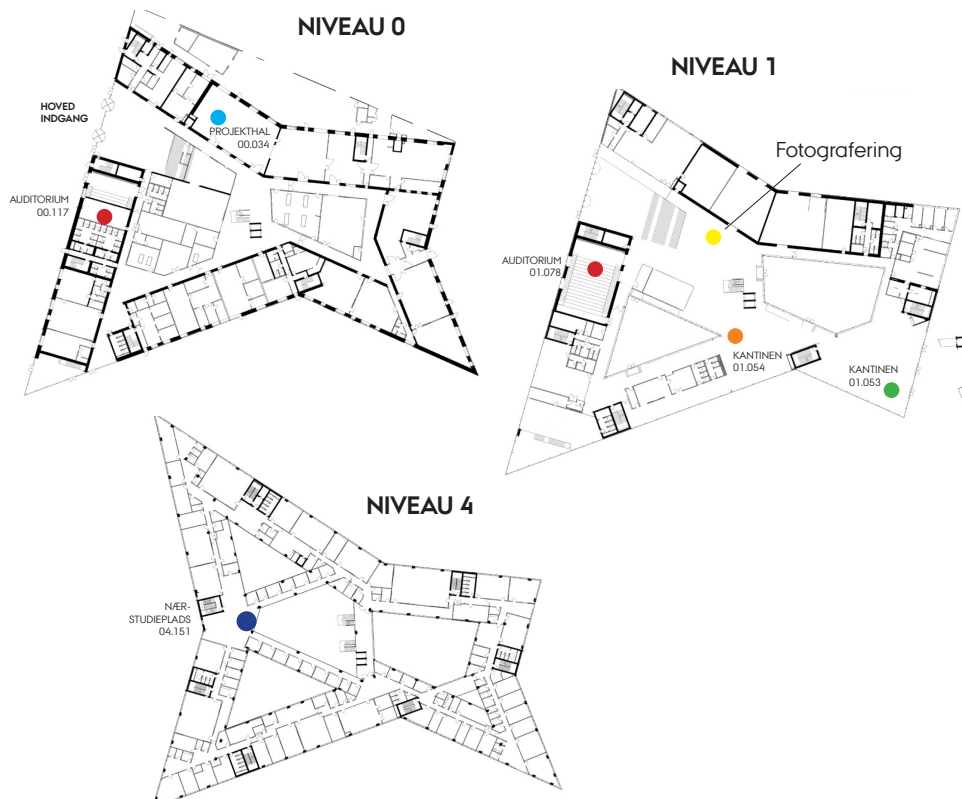 NIVEAU 0
HOVED
INDGANG
PROJEKTHAL
00.034
AUDITORIUM
00.117
NIVEAU 1
Fotografering
AUDITORIUM
01.078
KANTINEN
01.054
KANTINEN
01.053
NIVEAU 4
NÆR-
STUDIEPLADS
04.151